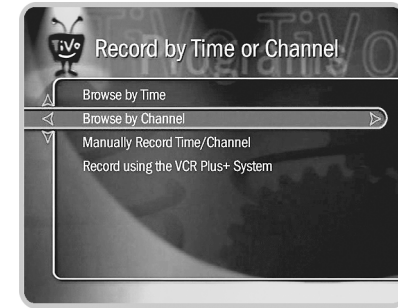 TiVo
Record by Time or Channel
Browse by Time
Browse by Channel
Manually Record Time/Channel
Record using the VCR Plus+ System